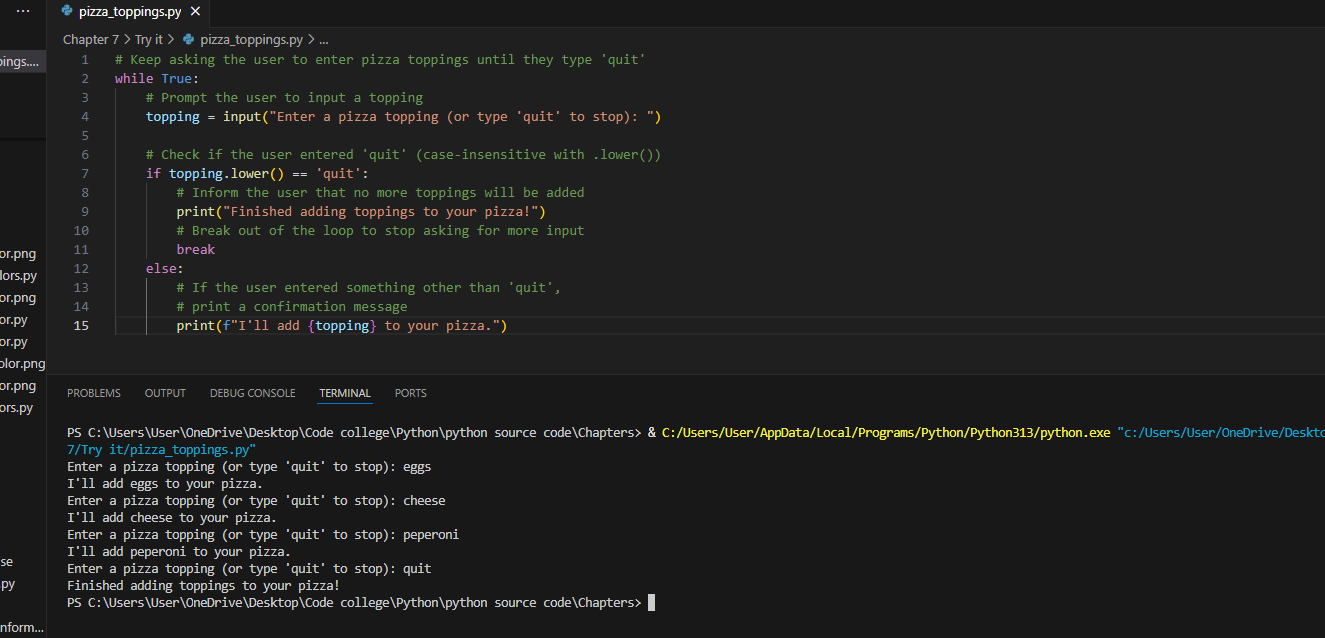 ... pizza_toppings.py ×
Chapter 7 > Try it > pizza_toppings.py > ...
pings....
1 # Keep asking the user to enter pizza toppings until they type 'quit'
2 while True:
3     # Prompt the user to input a topping
4     topping = input("Enter a pizza topping (or type 'quit' to stop): ")
5
6     # Check if the user entered 'quit' (case-insensitive with .lower())
7     if topping.lower() == 'quit':
8         # Inform the user that no more toppings will be added
9         print("Finished adding toppings to your pizza!")
10         # Break out of the loop to stop asking for more input
11         break
12     else:
13         # If the user entered something other than 'quit',
14         # print a confirmation message
15         print(f"I'll add {topping} to your pizza.")
or.png
lors.py
or.png
or.py
or.py
olor.png
or.png
ors.py
se
.py
nform...
PROBLEMS OUTPUT DEBUG CONSOLE TERMINAL PORTS
PS C:\Users\User\OneDrive\Desktop\Code college\Python\python source code\Chapters> & C:/Users/User/AppData/Local/Programs/Python/Python313/python.exe "c:/Users/User/OneDrive/Deskto
7/Try it/pizza_toppings.py"
Enter a pizza topping (or type 'quit' to stop): eggs
I'll add eggs to your pizza.
Enter a pizza topping (or type 'quit' to stop): cheese
I'll add cheese to your pizza.
Enter a pizza topping (or type 'quit' to stop): peperoni
I'll add peperoni to your pizza.
Enter a pizza topping (or type 'quit' to stop): quit
Finished adding toppings to your pizza!
PS C:\Users\User\OneDrive\Desktop\Code college\Python\python source code\Chapters>